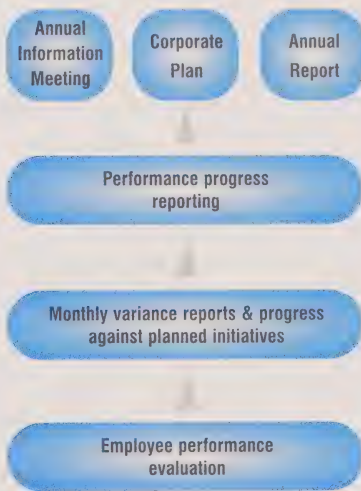 Annual
Information
Meeting
Corporate
Plan
Annual
Report
Performance progress
reporting
Monthly variance reports & progress
against planned initiatives
Employee performance
evaluation